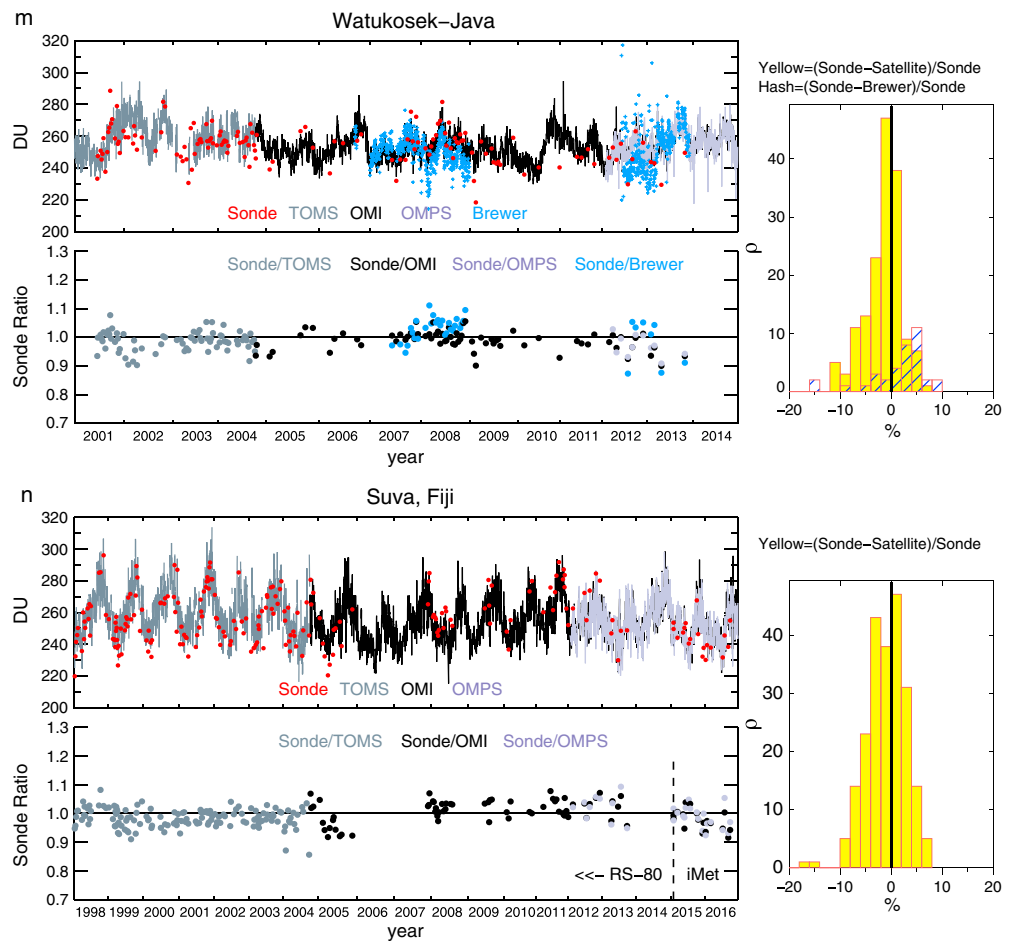 m
Watukosek–Java
320
300
280
260
240
220
200
DU
Sonde TOMS OMI OMPS Brewer
1.3
1.2
1.1
1.0
0.9
0.8
0.7
Sonde Ratio
Sonde/TOMS Sonde/OMI Sonde/OMPS Sonde/Brewer
2001 2002 2003 2004 2005 2006 2007 2008 2009 2010 2011 2012 2013 2014
year
Yellow=(Sonde−Satellite)/Sonde
Hash=(Sonde−Brewer)/Sonde
40
30
20
10
0
ρ
−20 −10 0 10 20
%
n
Suva, Fiji
320
300
280
260
240
220
200
DU
Sonde TOMS OMI OMPS
1.3
1.2
1.1
1.0
0.9
0.8
0.7
Sonde Ratio
Sonde/TOMS Sonde/OMI Sonde/OMPS
<<- RS-80 iMet
1998 1999 2000 2001 2002 2003 2004 2005 2006 2007 2008 2009 2010 2011 2012 2013 2014 2015 2016
year
Yellow=(Sonde−Satellite)/Sonde
40
30
20
10
0
ρ
−20 −10 0 10 20
%